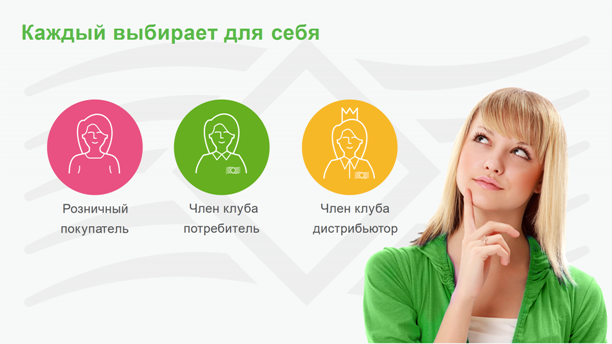 Каждый выбирает для себя
Розничный
покупатель
Член клуба
потребитель
Член клуба
дистрибьютор